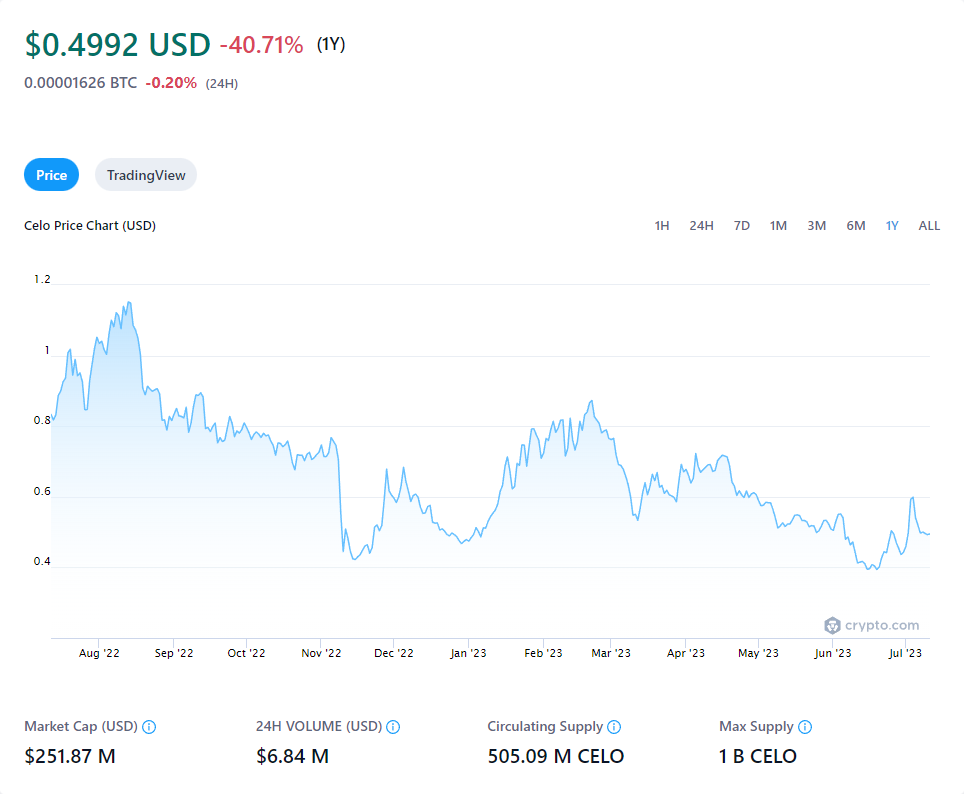 $0.4992 USD -40.71% (1Y)
0.00001626 BTC -0.20% (24H)
Price TradingView
Celo Price Chart (USD) 1H 24H 7D 1M 3M 6M 1Y ALL
1.2
1
0.8
0.6
0.4
crypto.com
Aug '22 Sep '22 Oct '22 Nov '22 Dec '22 Jan '23 Feb '23 Mar '23 Apr '23 May '23 Jun '23 Jul '23
Market Cap (USD) 24H VOLUME (USD) Circulating Supply Max Supply
$251.87 M $6.84 M 505.09 M CELO 1 B CELO